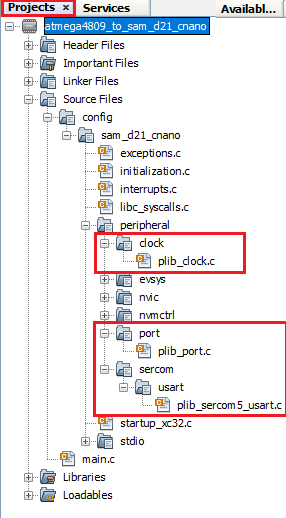 Projects × Services Availabl...
atmega4809_to_sam_d21_cnano
Header Files
Important Files
Linker Files
Source Files
config
sam_d21_cnano
exceptions.c
initialization.c
interrupts.c
libc_syscalls.c
peripheral
clock
plib_clock.c
evsys
nvic
nvmctrl
port
plib_port.c
sercom
usart
plib_sercom5_usart.c
startup_xc32.c
stdio
main.c
Libraries
Loadables